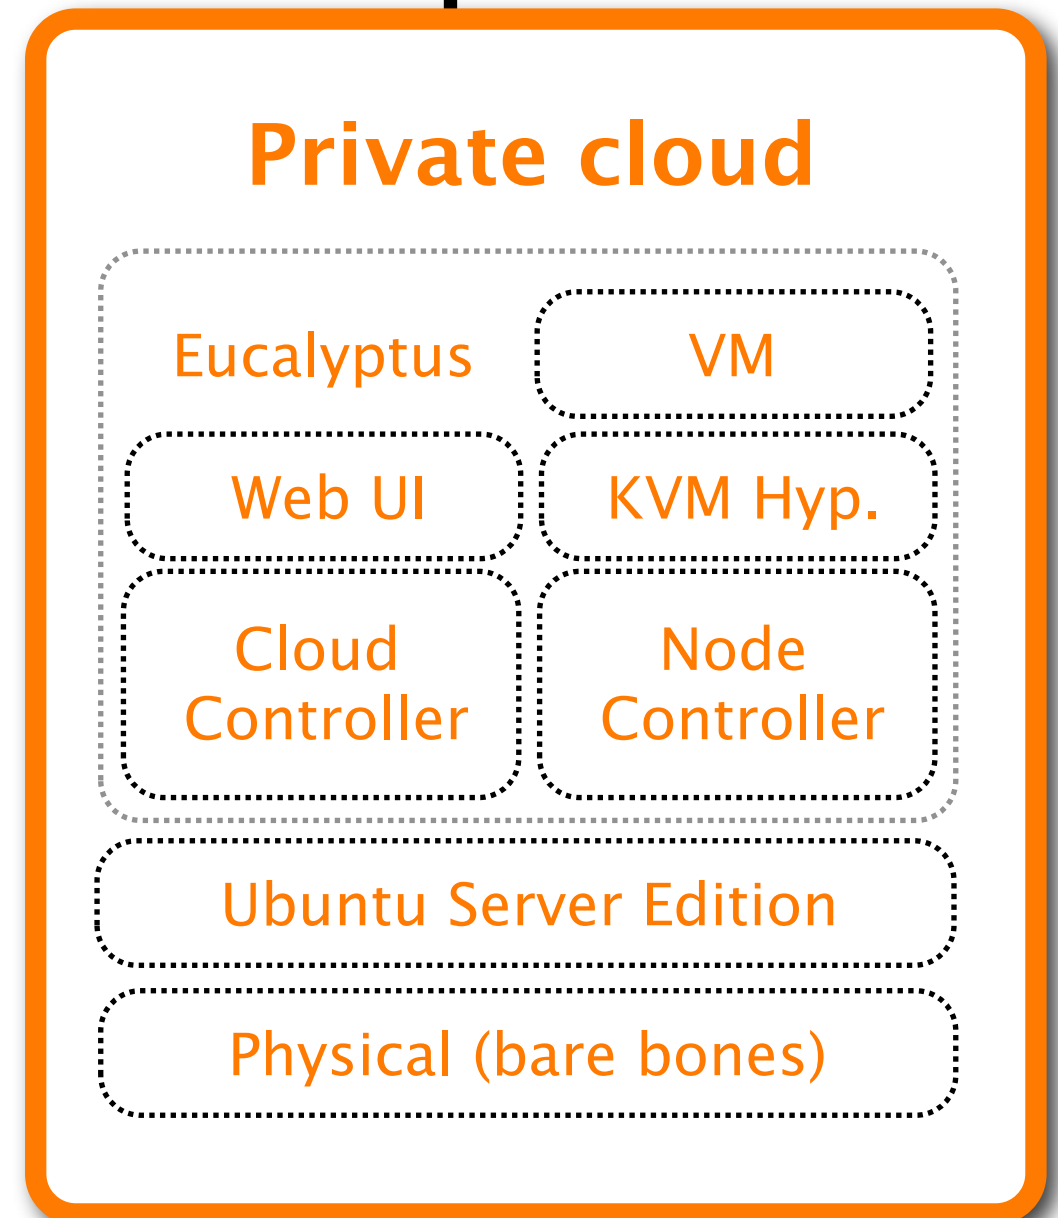 Private cloud
Eucalyptus
VM
Web UI
KVM Hyp.
Cloud
Controller
Node
Controller
Ubuntu Server Edition
Physical (bare bones)